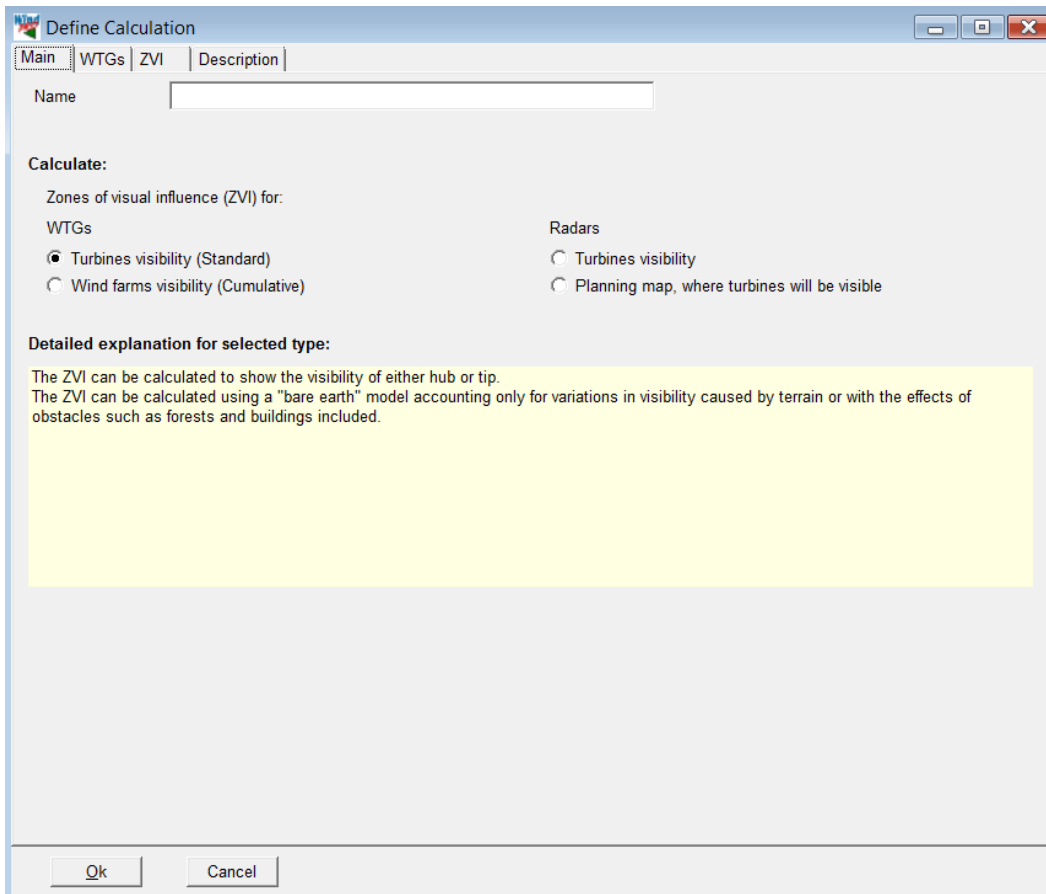 Wind
Define Calculation
Main WTGs ZVI Description
Name
Calculate:
Zones of visual influence (ZVI) for:
WTGs Radars
Turbines visibility (Standard) Turbines visibility
Wind farms visibility (Cumulative) Planning map, where turbines will be visible
Detailed explanation for selected type:
The ZVI can be calculated to show the visibility of either hub or tip.
The ZVI can be calculated using a "bare earth" model accounting only for variations in visibility caused by terrain or with the effects of
obstacles such as forests and buildings included.
Ok Cancel